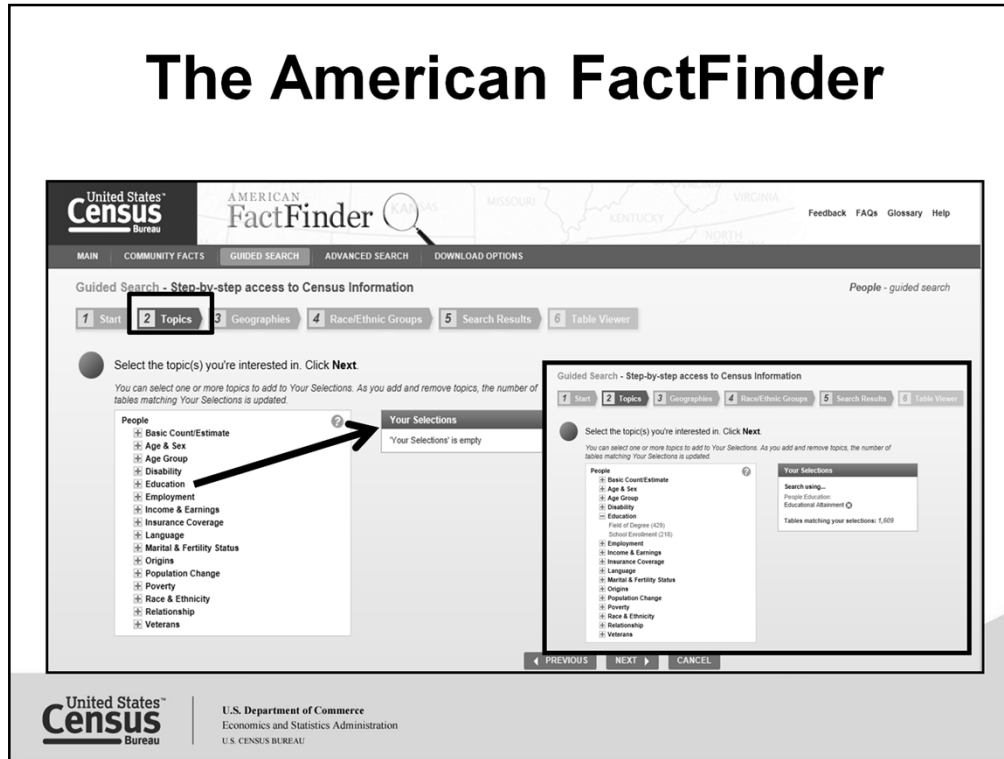 The American FactFinder
United States™
Census
Bureau
AMERICAN
FactFinder
KANSAS
MISSOURI
KENTUCKY
VIRGINIA
NORTH
Feedback FAQs Glossary Help
MAIN COMMUNITY FACTS GUIDED SEARCH ADVANCED SEARCH DOWNLOAD OPTIONS
Guided Search - Step-by-step access to Census Information
People - guided search
1 Start 2 Topics 3 Geographies 4 Race/Ethnic Groups 5 Search Results 6 Table Viewer
Select the topic(s) you're interested in. Click Next.
You can select one or more topics to add to Your Selections. As you add and remove topics, the number of
tables matching Your Selections is updated.
People ?
Basic Count/Estimate
Age & Sex
Age Group
Disability
Education
Employment
Income & Earnings
Insurance Coverage
Language
Marital & Fertility Status
Origins
Population Change
Poverty
Race & Ethnicity
Relationship
Veterans
Your Selections
'Your Selections' is empty
Guided Search - Step-by-step access to Census Information
1 Start 2 Topics 3 Geographies 4 Race/Ethnic Groups 5 Search Results 6 Table Viewer
Select the topic(s) you're interested in. Click Next.
You can select one or more topics to add to Your Selections. As you add and remove topics, the number of
tables matching Your Selections is updated.
People ?
Basic Count/Estimate
Age & Sex
Age Group
Disability
Education
Field of Degree (429)
School Enrollment (218)
Employment
Income & Earnings
Insurance Coverage
Language
Marital & Fertility Status
Origins
Population Change
Poverty
Race & Ethnicity
Relationship
Veterans
Your Selections
Search using...
People:Education:
Educational Attainment
Tables matching your selections: 1,609
PREVIOUS NEXT CANCEL
United States™
Census
Bureau
U.S. Department of Commerce
Economics and Statistics Administration
U.S. CENSUS BUREAU